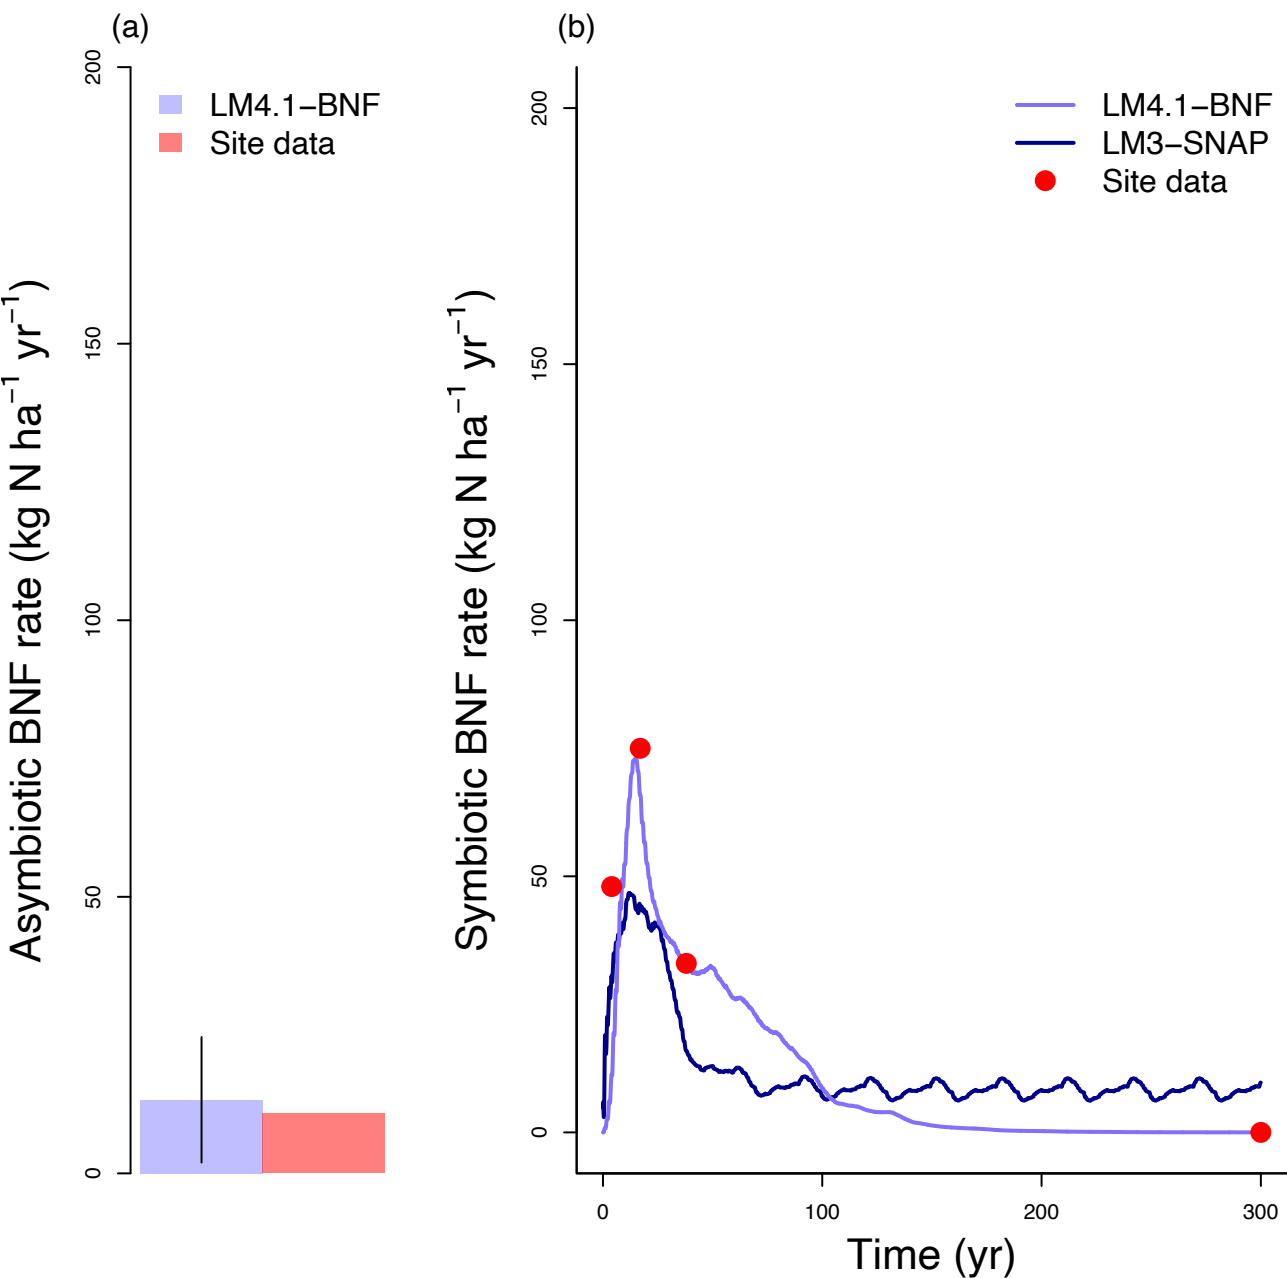 (a)
LM4.1−BNF
Site data
Asymbiotic BNF rate (kg N ha⁻¹ yr⁻¹)
200
150
100
50
0
(b)
LM4.1−BNF
LM3−SNAP
Site data
Symbiotic BNF rate (kg N ha⁻¹ yr⁻¹)
200
150
100
50
0
0 100 200 300
Time (yr)